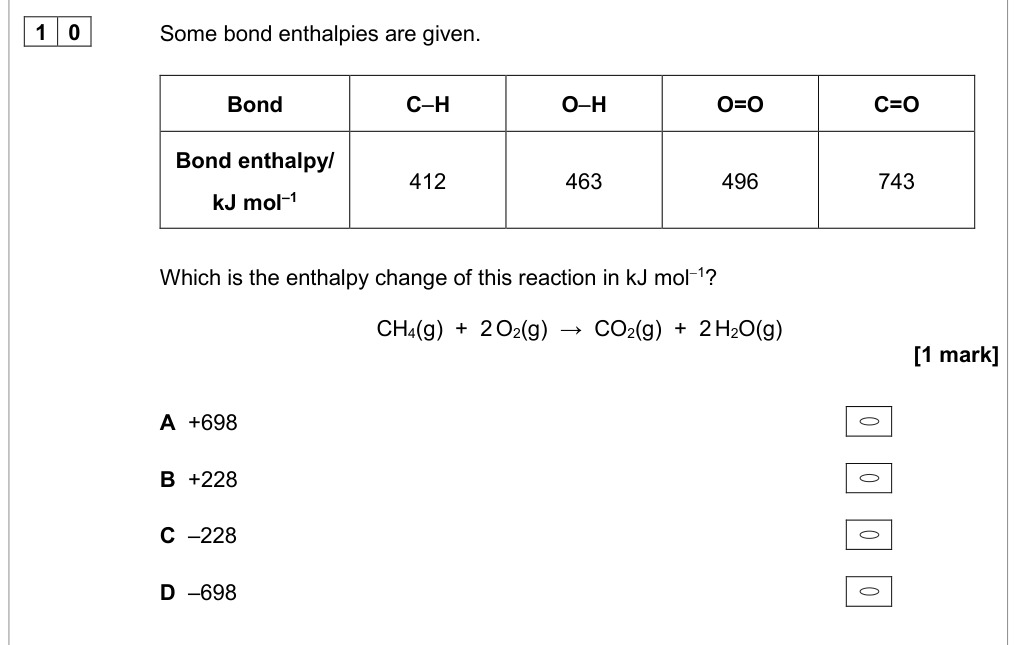 1 0 Some bond enthalpies are given.
Bond C–H O–H O=O C=O
Bond enthalpy/
kJ mol⁻¹ 412 463 496 743
Which is the enthalpy change of this reaction in kJ mol⁻¹?
CH₄(g) + 2O₂(g) → CO₂(g) + 2H₂O(g)
[1 mark]
A +698
B +228
C –228
D –698